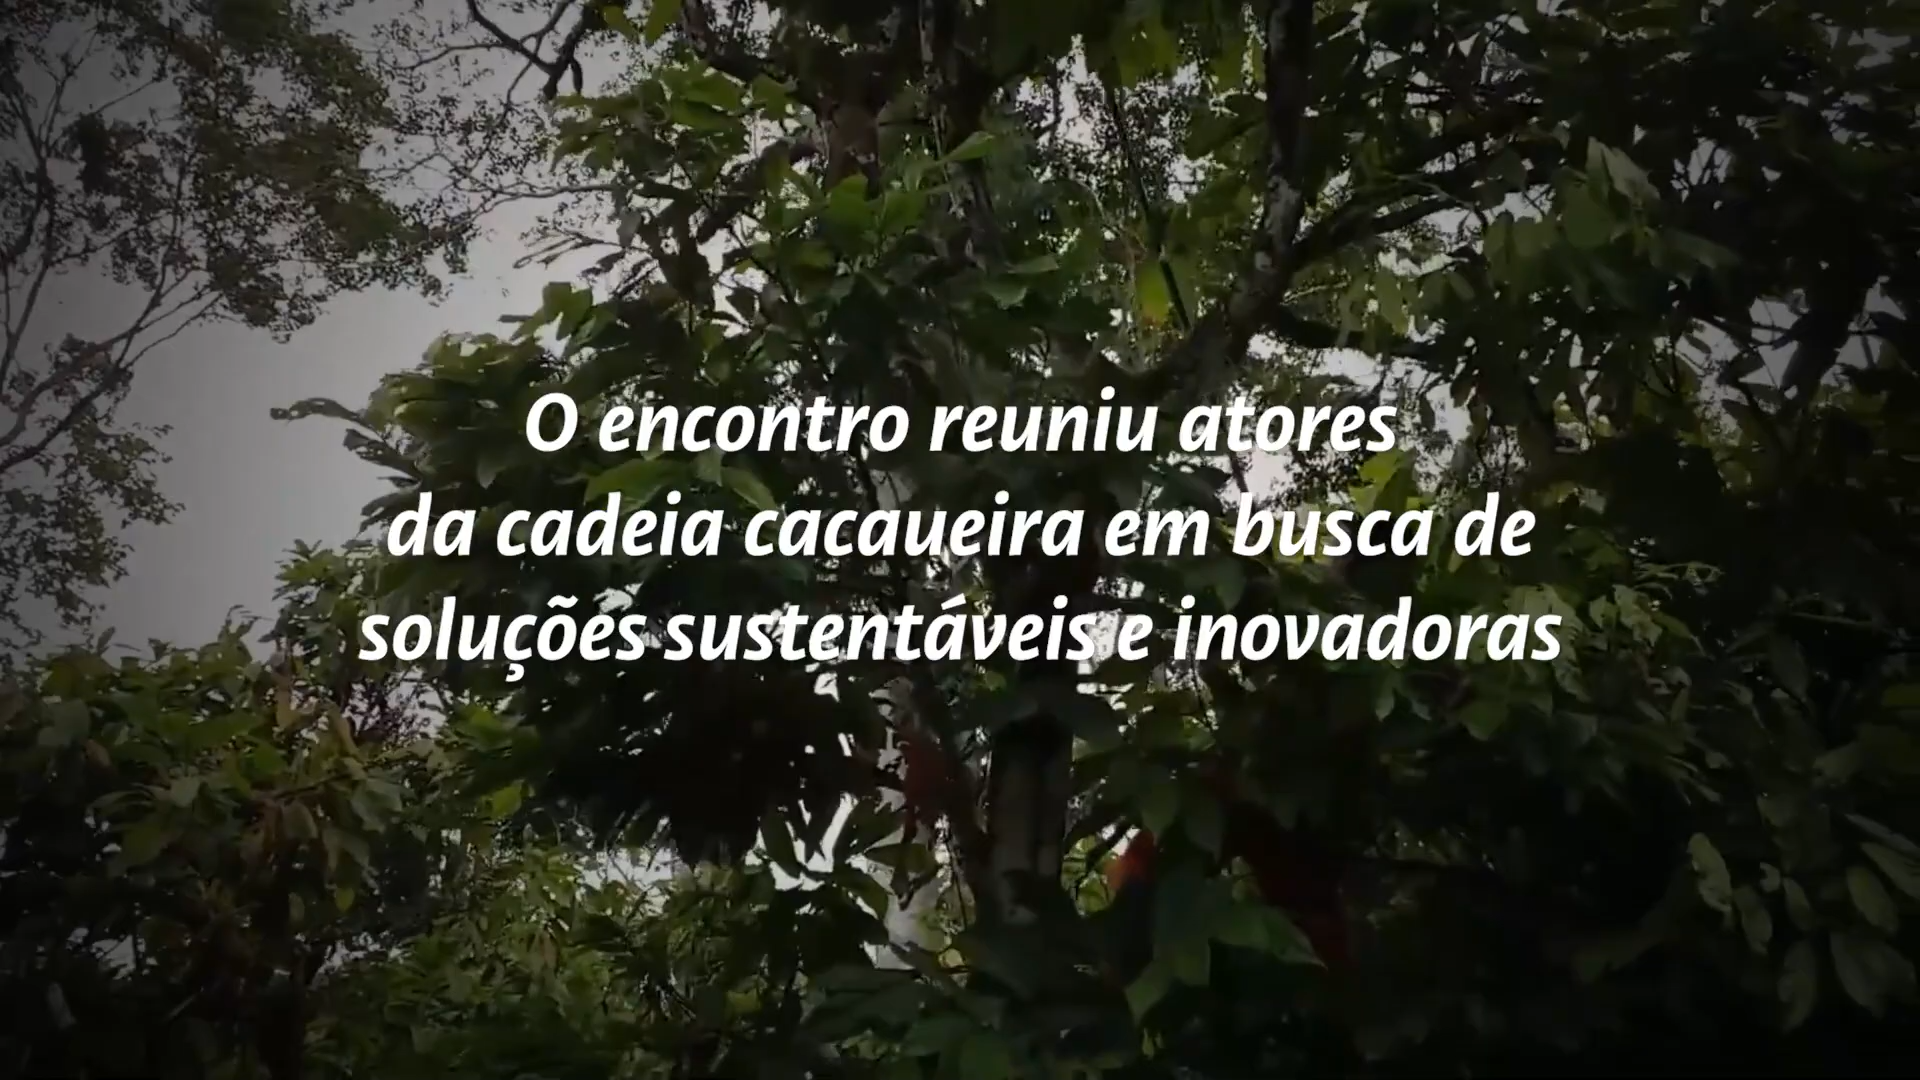 O encontro reuniu atores
da cadeia cacaueira em busca de
soluções sustentáveis e inovadoras